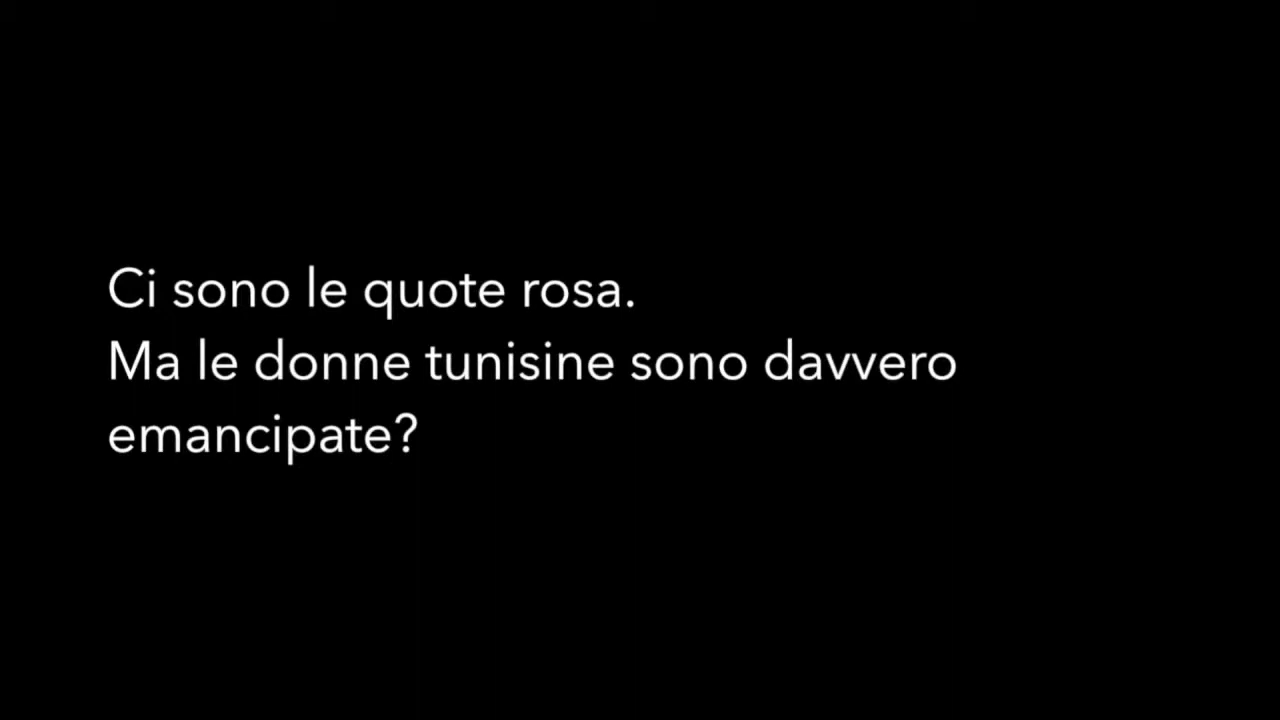 Ci sono le quote rosa.
Ma le donne tunisine sono davvero
emancipate?